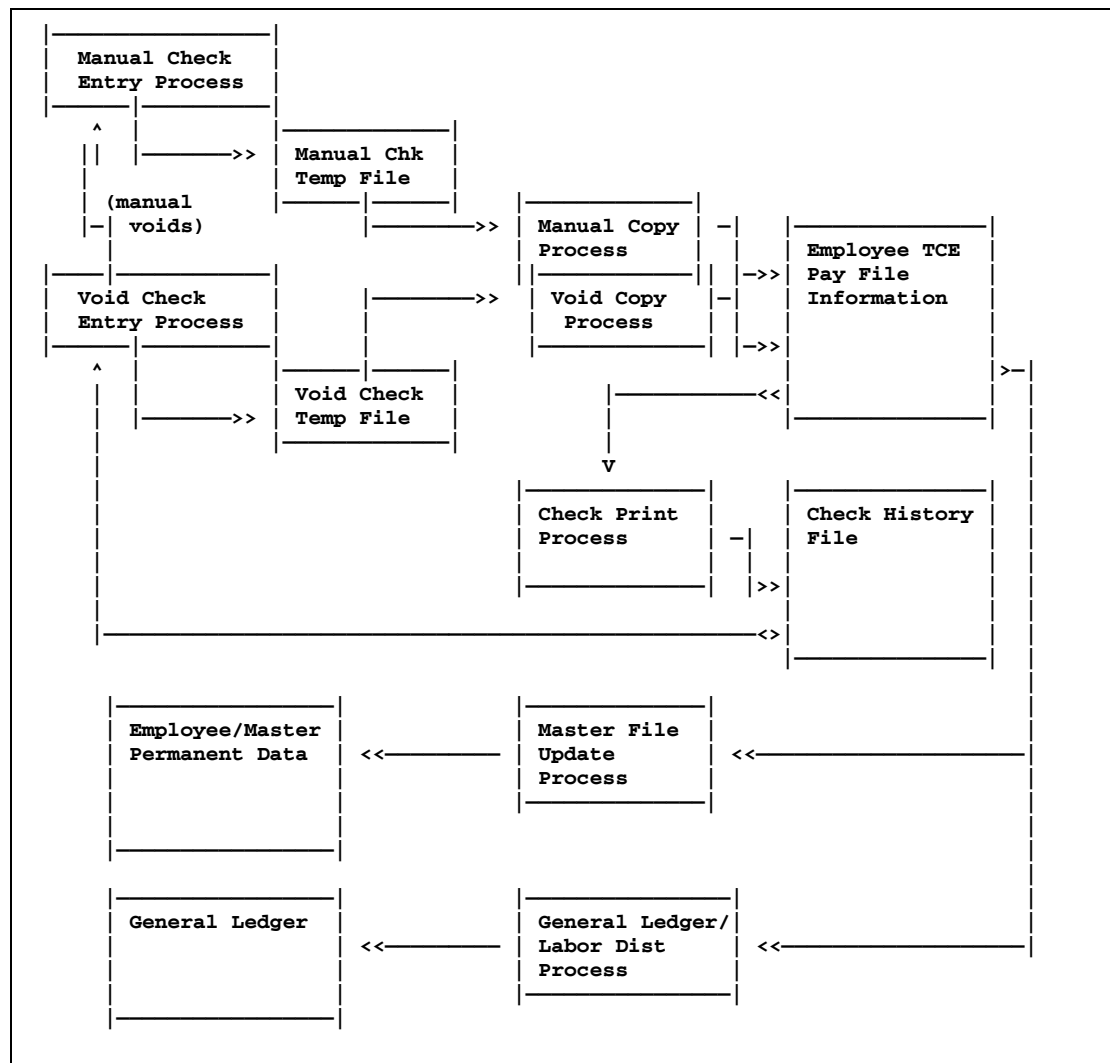 Manual Check
Entry Process
Manual Chk
Temp File
(manual
voids)
Manual Copy
Process
Employee TCE
Pay File
Information
Void Check
Entry Process
Void Copy
Process
Void Check
Temp File
Check Print
Process
Check History
File
Employee/Master
Permanent Data
Master File
Update
Process
General Ledger
General Ledger/
Labor Dist
Process